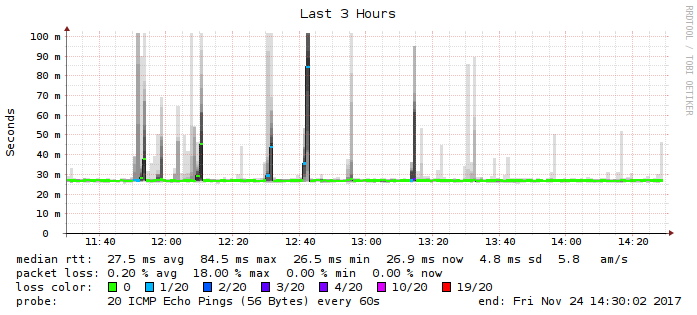 Last 3 Hours
RRDTOOL / TOBI OETIKER
Seconds
100 m
90 m
80 m
70 m
60 m
50 m
40 m
30 m
20 m
10 m
0
11:40 12:00 12:20 12:40 13:00 13:20 13:40 14:00 14:20
median rtt: 27.5 ms avg 84.5 ms max 26.5 ms min 26.9 ms now 4.8 ms sd 5.8 am/s
packet loss: 0.20 % avg 18.00 % max 0.00 % min 0.00 % now
loss color: 0 1/20 2/20 3/20 4/20 10/20 19/20
probe: 20 ICMP Echo Pings (56 Bytes) every 60s end: Fri Nov 24 14:30:02 2017